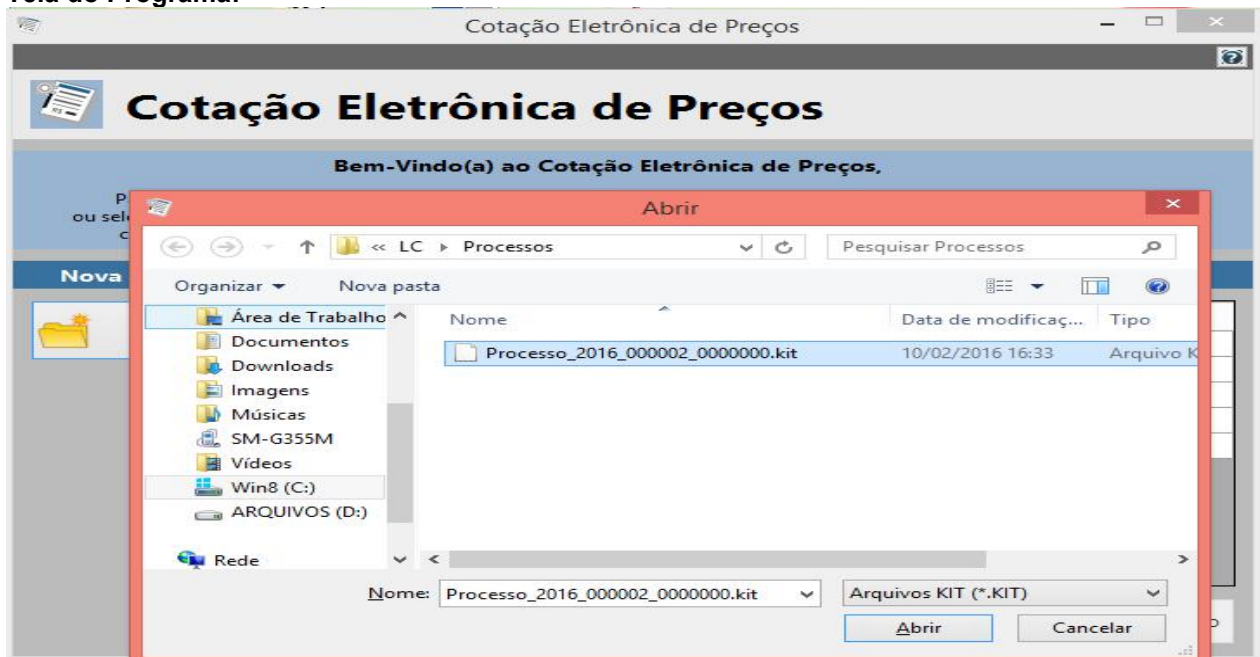 Cotação Eletrônica de Preços
Cotação Eletrônica de Preços
Bem-Vindo(a) ao Cotação Eletrônica de Preços,
P
ou sel
Abrir
Nova
« LC ▸ Processos
Pesquisar Processos
Organizar
Nova pasta
Área de Trabalho
Documentos
Downloads
Imagens
Músicas
SM-G355M
Vídeos
Win8 (C:)
ARQUIVOS (D:)
Rede
Nome
Data de modificaç...
Tipo
Processo_2016_000002_0000000.kit
10/02/2016 16:33
Arquivo K
Nome:
Processo_2016_000002_0000000.kit
Arquivos KIT (*.KIT)
Abrir
Cancelar